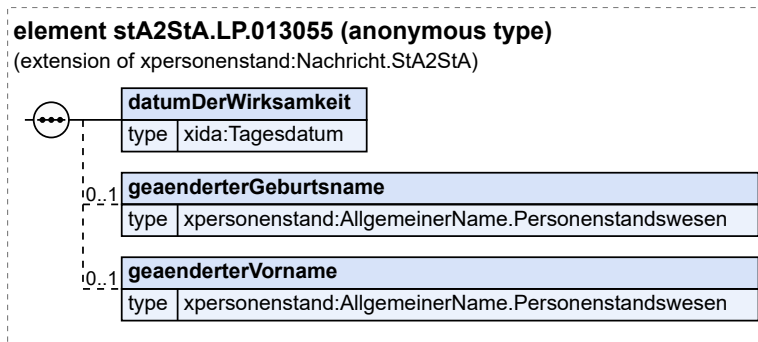 element stA2StA.LP.013055 (anonymous type)
(extension of xpersonenstand:Nachricht.StA2StA)
datumDerWirksamkeit
type xida:Tagesdatum
0..1 geaenderterGeburtsname
type xpersonenstand:AllgemeinerName.Personenstandswesen
0..1 geaenderterVorname
type xpersonenstand:AllgemeinerName.Personenstandswesen